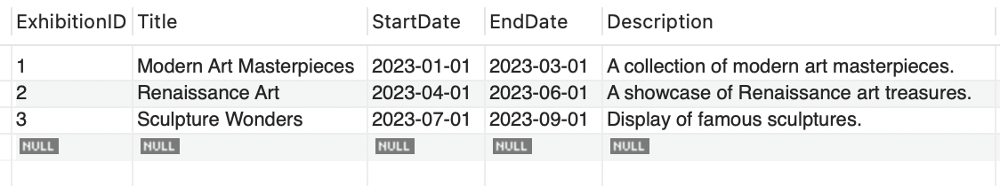 ExhibitionID Title StartDate EndDate Description
1 Modern Art Masterpieces 2023-01-01 2023-03-01 A collection of modern art masterpieces.
2 Renaissance Art 2023-04-01 2023-06-01 A showcase of Renaissance art treasures.
3 Sculpture Wonders 2023-07-01 2023-09-01 Display of famous sculptures.
NULL NULL NULL NULL NULL